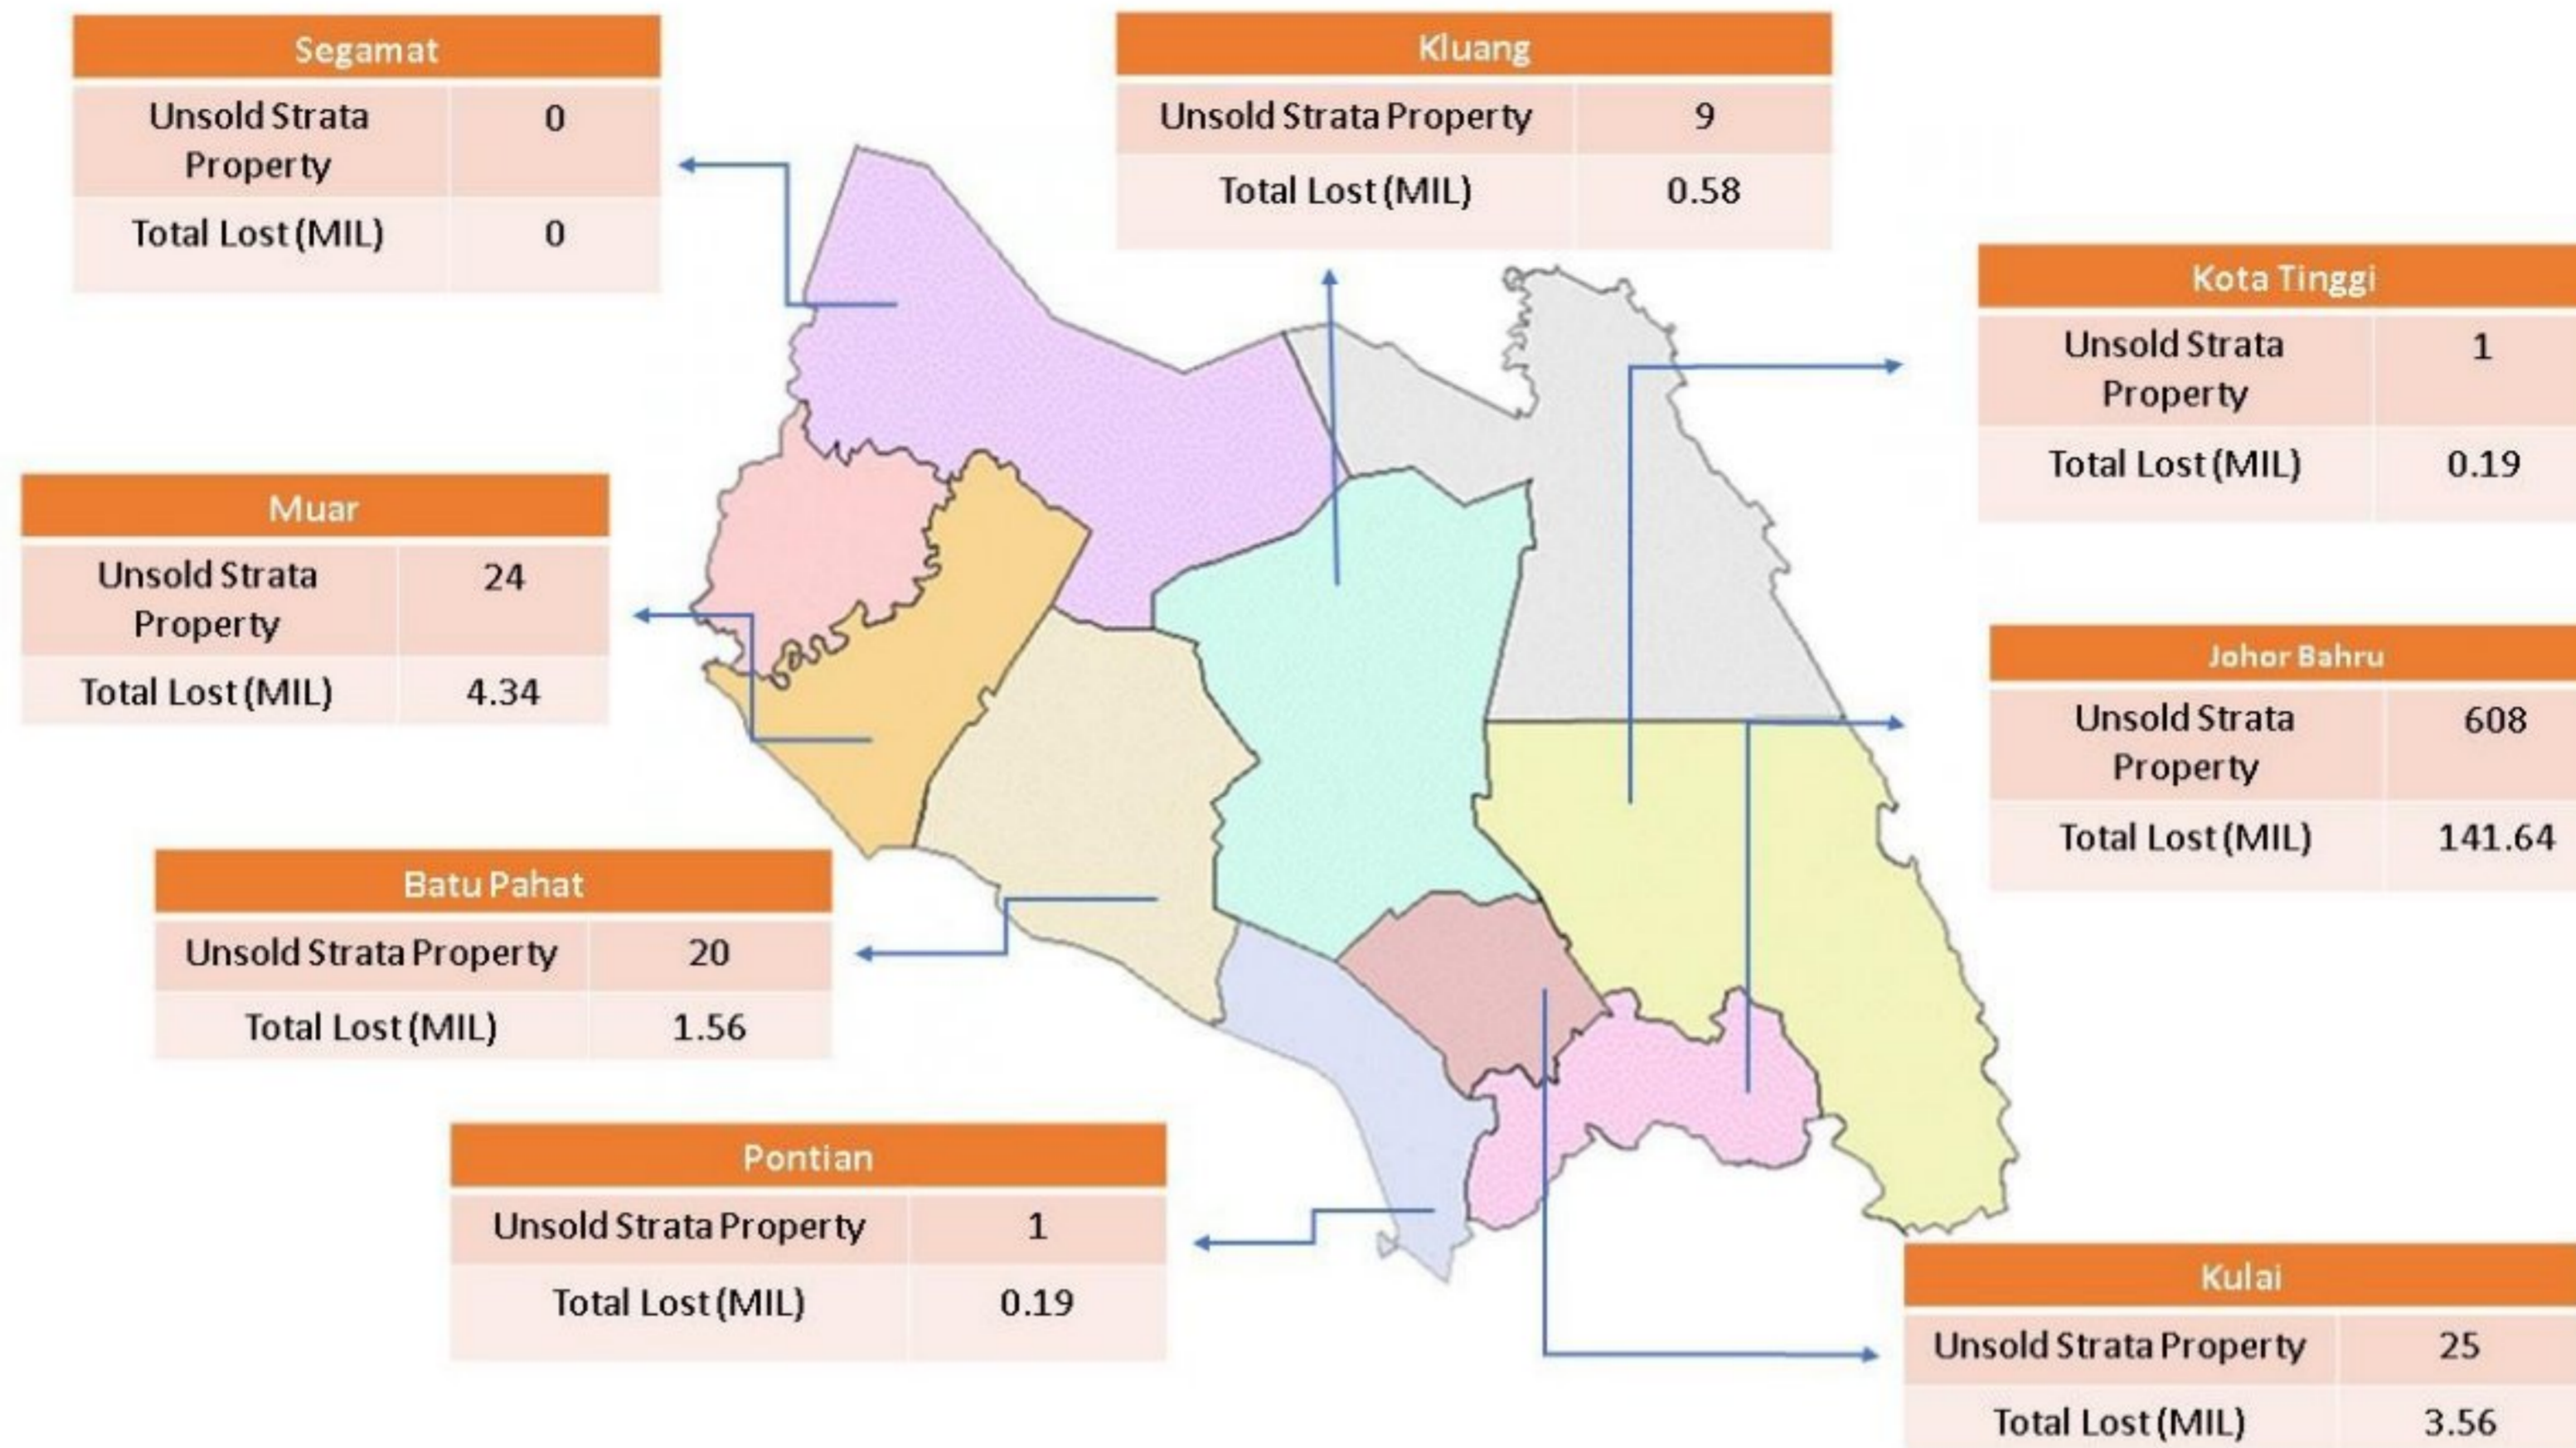 Segamat
Unsold Strata
Property
0
Total Lost (MIL)
0
Kluang
Unsold Strata Property
9
Total Lost (MIL)
0.58
Kota Tinggi
Unsold Strata
Property
1
Total Lost (MIL)
0.19
Muar
Unsold Strata
Property
24
Total Lost (MIL)
4.34
Johor Bahru
Unsold Strata
Property
608
Total Lost (MIL)
141.64
Batu Pahat
Unsold Strata Property
20
Total Lost (MIL)
1.56
Pontian
Unsold Strata Property
1
Total Lost (MIL)
0.19
Kulai
Unsold Strata Property
25
Total Lost (MIL)
3.56